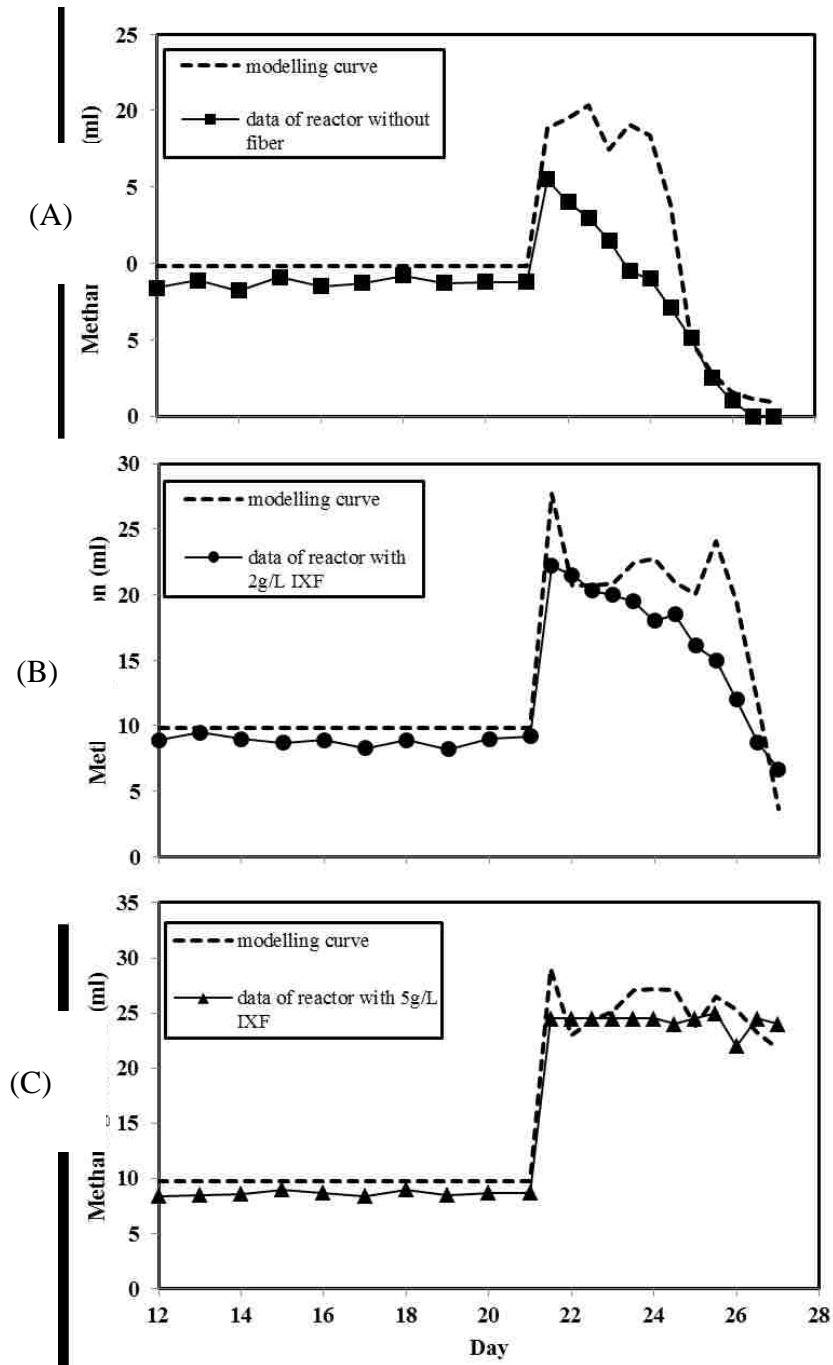 25
modelling curve
20
data of reactor without
fiber
(ml)
5
(A)
0
5
0
30
modelling curve
25
data of reactor with
2g/L IXF
on (ml)
20
(B)
15
10
5
0
35
modelling curve
30
data of reactor with 5g/L
IXF
(ml)
25
20
(C)
15
10
5
0
12 14 16 18 20 22 24 26 28
Day